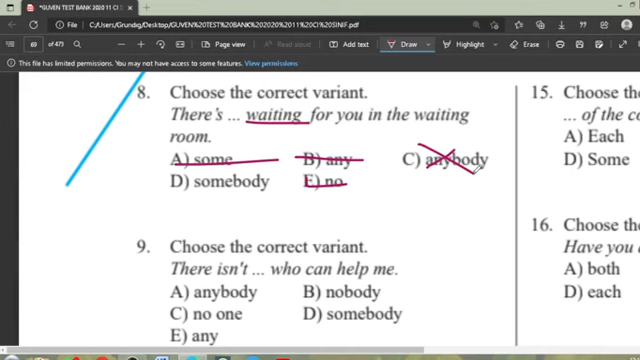 *GUVEN TEST BANK 2020 11 CI S
File
C:/Users/Grundig/Desktop/GUVEN%20TEST%20BANK%202020%2011%20CI%20SINIF.pdf
69 of 473
Page view
Read aloud
Add text
Draw
Highlight
Erase
This file has limited permissions. You may not have access to some features. View permissions
8. Choose the correct variant.
There's ... waiting for you in the waiting
room.
A) some B) any C) anybody
D) somebody E) no
9. Choose the correct variant.
There isn't ... who can help me.
A) anybody B) nobody
C) no one D) somebody
E) any
15. Choose the
... of the co
A) Each
D) Some
16. Choose the
Have you
A) both
D) each